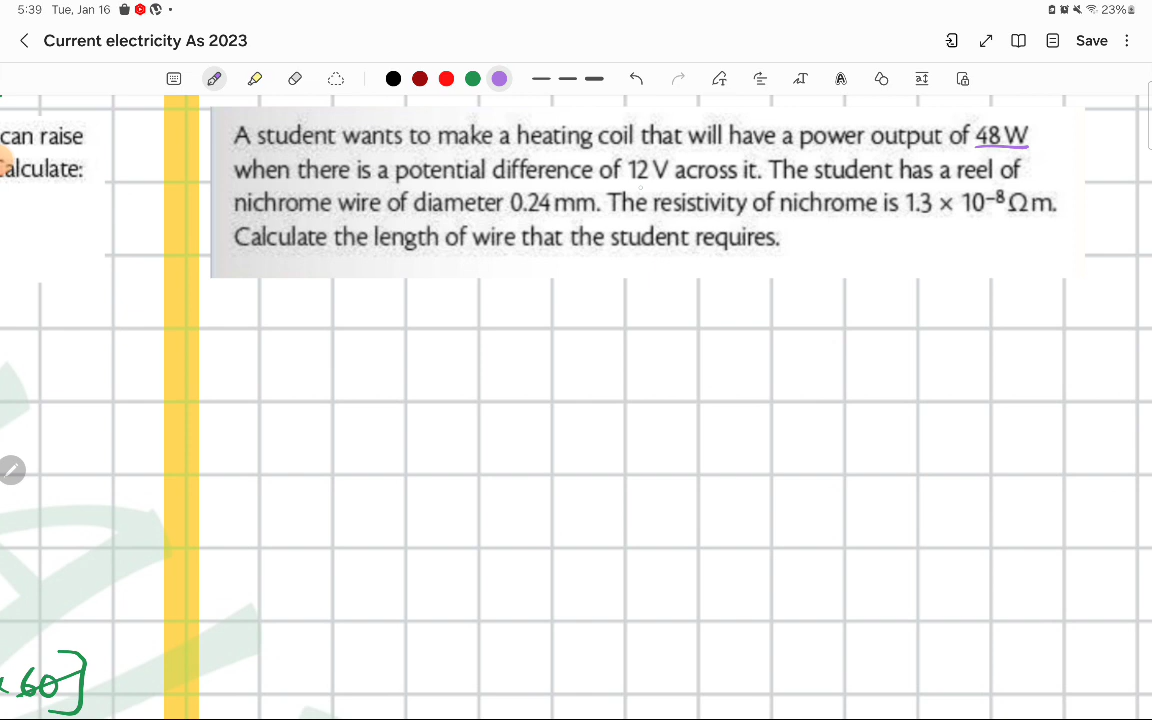 5:39 Tue, Jan 16 23%
Current electricity As 2023 Save
can raise
Calculate:
A student wants to make a heating coil that will have a power output of 48 W
when there is a potential difference of 12 V across it. The student has a reel of
nichrome wire of diameter 0.24 mm. The resistivity of nichrome is 1.3 × 10⁻⁸ Ω m.
Calculate the length of wire that the student requires.
× 60]